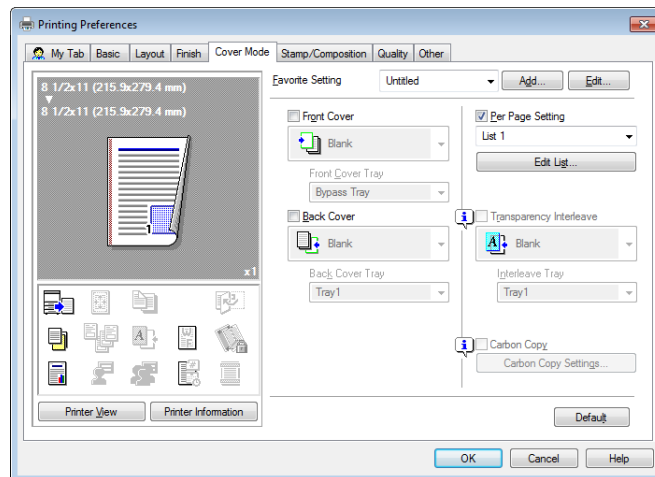 Printing Preferences
My Tab Basic Layout Finish Cover Mode Stamp/Composition Quality Other
8 1/2x11 (215.9x279.4 mm)
8 1/2x11 (215.9x279.4 mm)
1
x1
Printer View Printer Information
Favorite Setting Untitled Add... Edit...
Front Cover
Blank
Front Cover Tray
Bypass Tray
Back Cover
Blank
Back Cover Tray
Tray1
Per Page Setting
List 1
Edit List...
Transparency Interleave
A Blank
Interleave Tray
Tray1
Carbon Copy
Carbon Copy Settings...
Default
OK Cancel Help